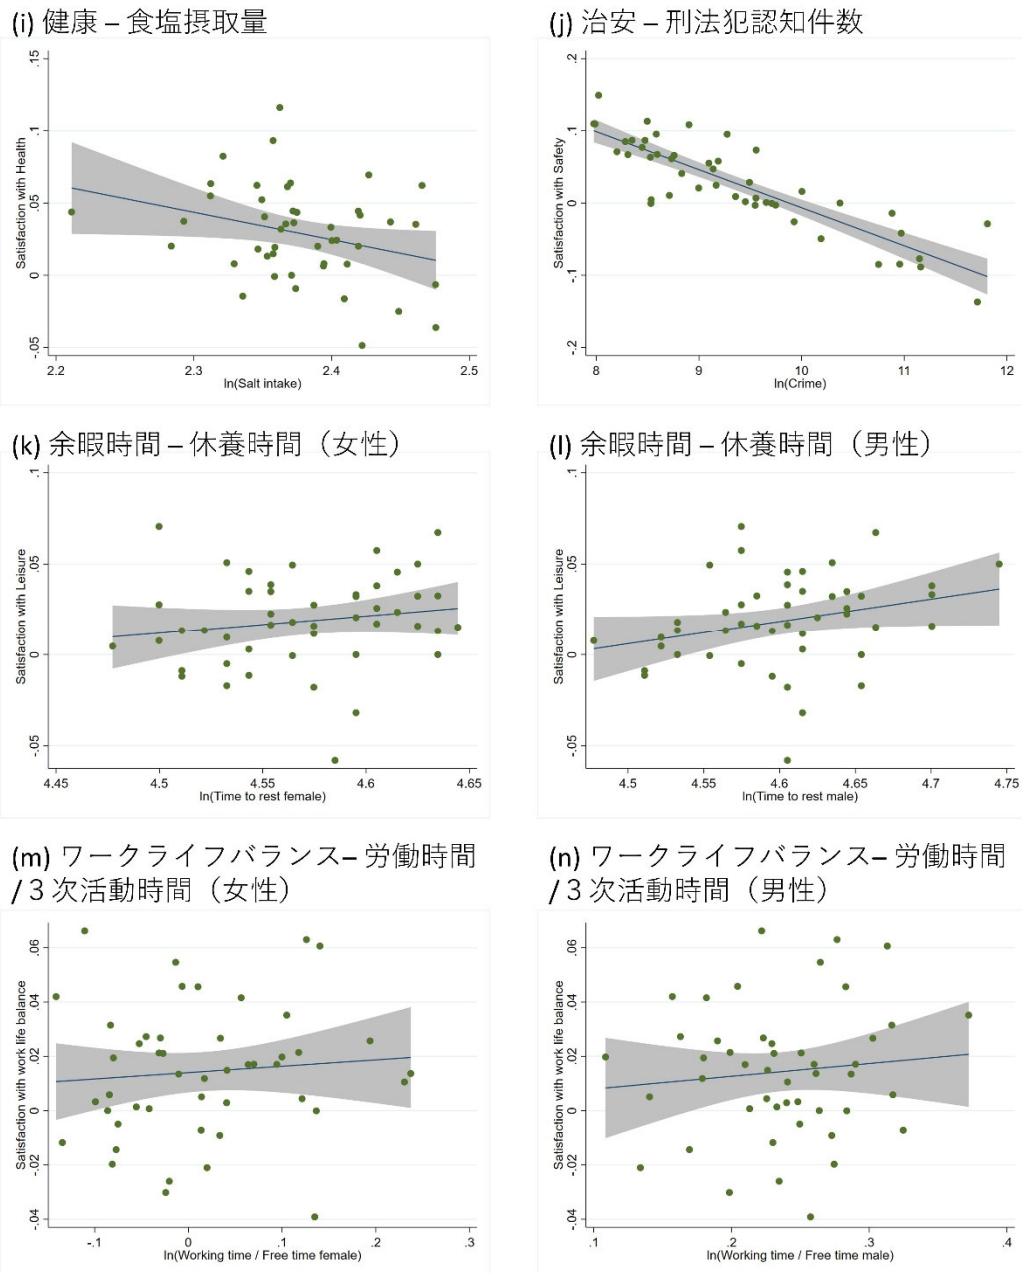 (i) 健康 – 食塩摂取量
(j) 治安 – 刑法犯認知件数
Satisfaction with Health
.15
.1
.05
0
-.05
2.2 2.3 2.4 2.5
ln(Salt intake)
Satisfaction with Safety
.2
.1
0
-.1
-.2
8 9 10 11 12
ln(Crime)
(k) 余暇時間 – 休養時間（女性）
(l) 余暇時間 – 休養時間（男性）
Satisfaction with Leisure
.1
.05
0
-.05
4.45 4.5 4.55 4.6 4.65
ln(Time to rest female)
Satisfaction with Leisure
.1
.05
0
-.05
4.5 4.55 4.6 4.65 4.7 4.75
ln(Time to rest male)
(m) ワークライフバランス– 労働時間
/３次活動時間（女性）
(n) ワークライフバランス– 労働時間
/３次活動時間（男性）
Satisfaction with work life balance
.06
.04
.02
0
-.02
-.04
-.1 0 .1 .2 .3
ln(Working time / Free time female)
Satisfaction with work life balance
.06
.04
.02
0
-.02
-.04
.1 .2 .3 .4
ln(Working time / Free time male)